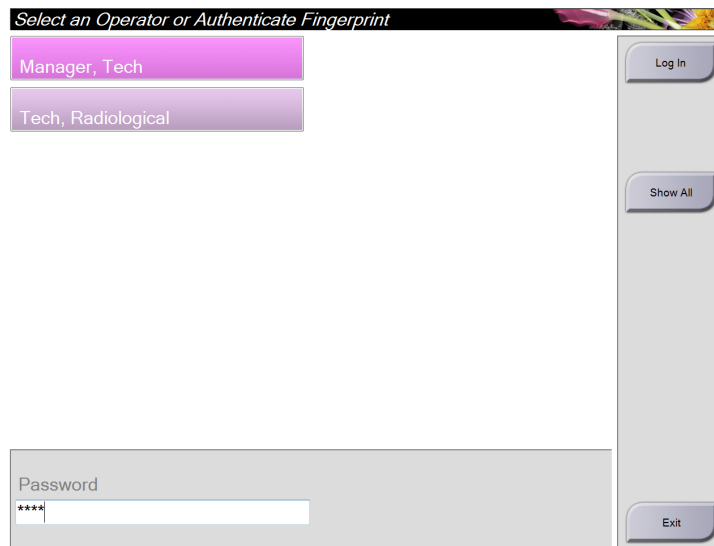 Select an Operator or Authenticate Fingerprint
Manager, Tech
Tech, Radiological
Log In
Show All
Password
****
Exit